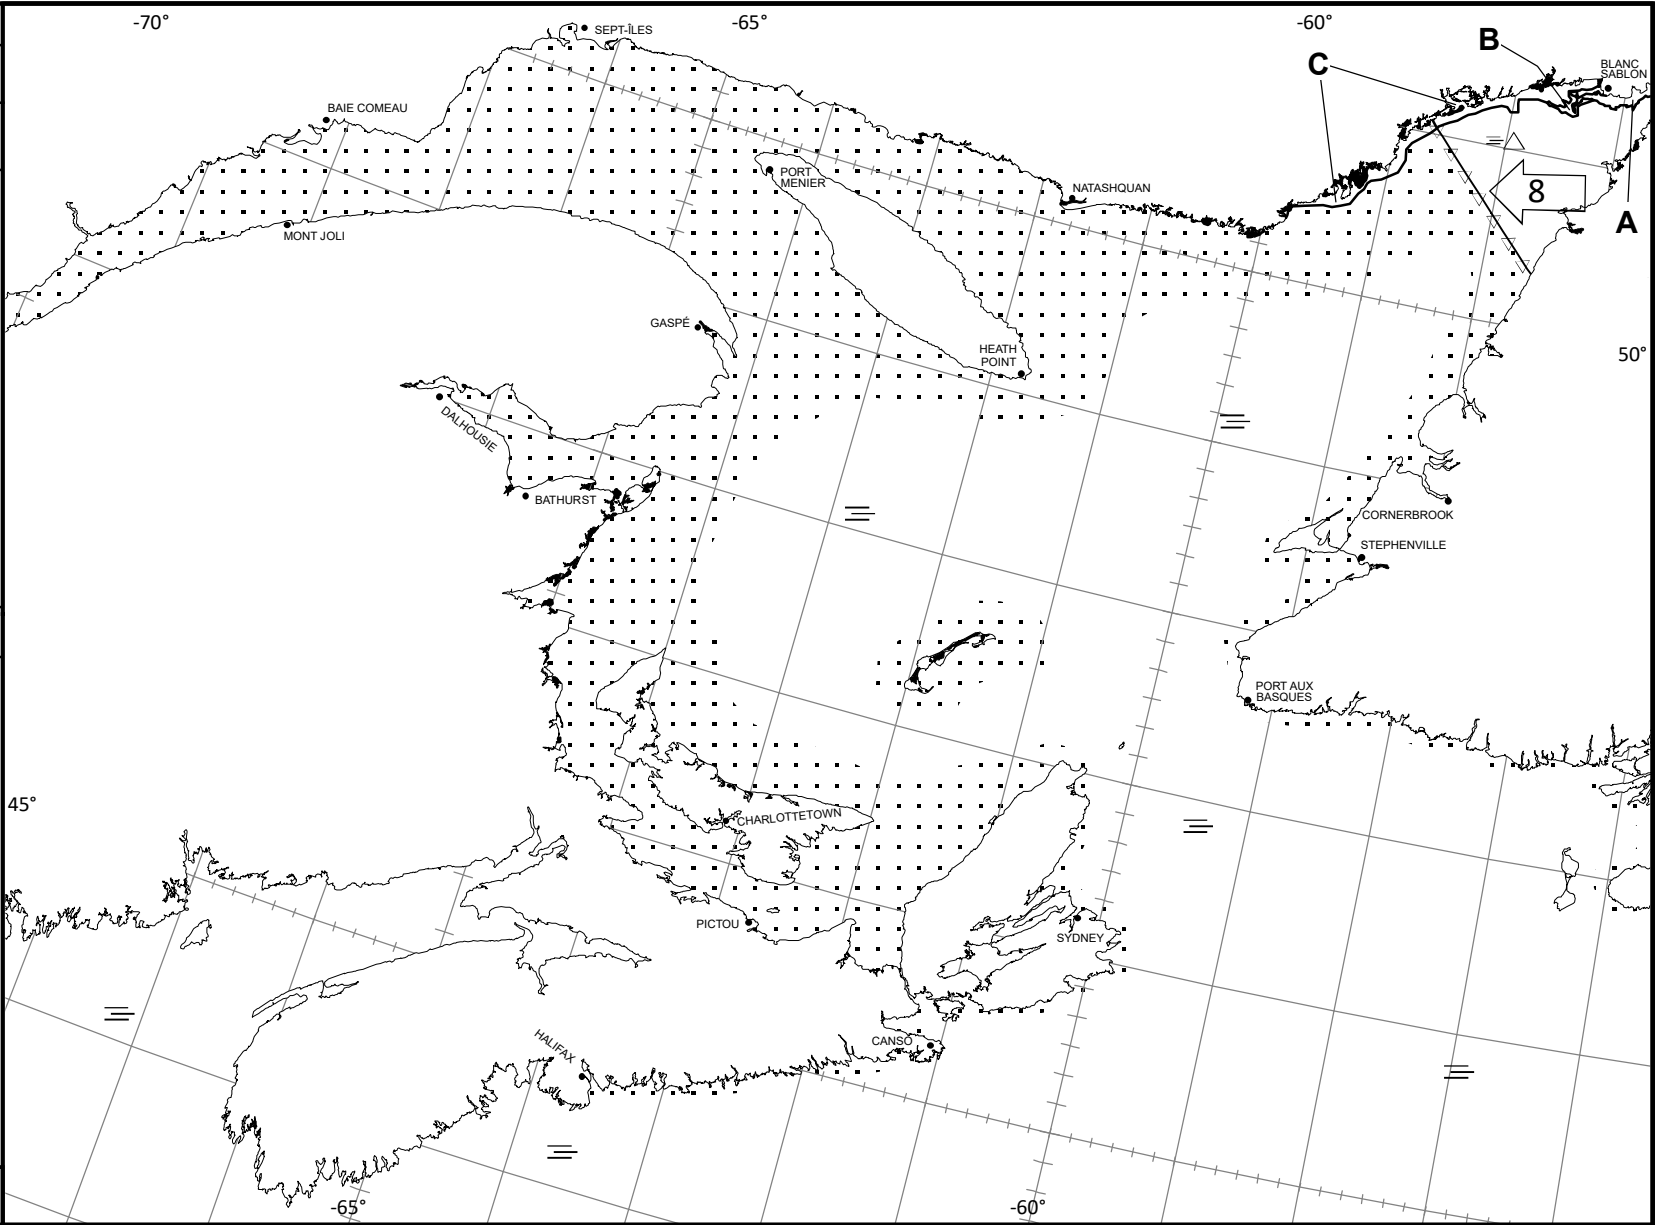 -70°
-65°
-60°
SEPT-ÎLES
B
C
BLANC
SABLON
BAIE COMEAU
PORT
MENIER
NATASHQUAN
8
A
MONT JOLI
GASPÉ
HEATH
POINT
50°
DALHOUSIE
BATHURST
CORNERBROOK
STEPHENVILLE
PORT AUX
BASQUES
45°
CHARLOTTETOWN
PICTOU
SYDNEY
CANSO
HALIFAX
-65°
-60°